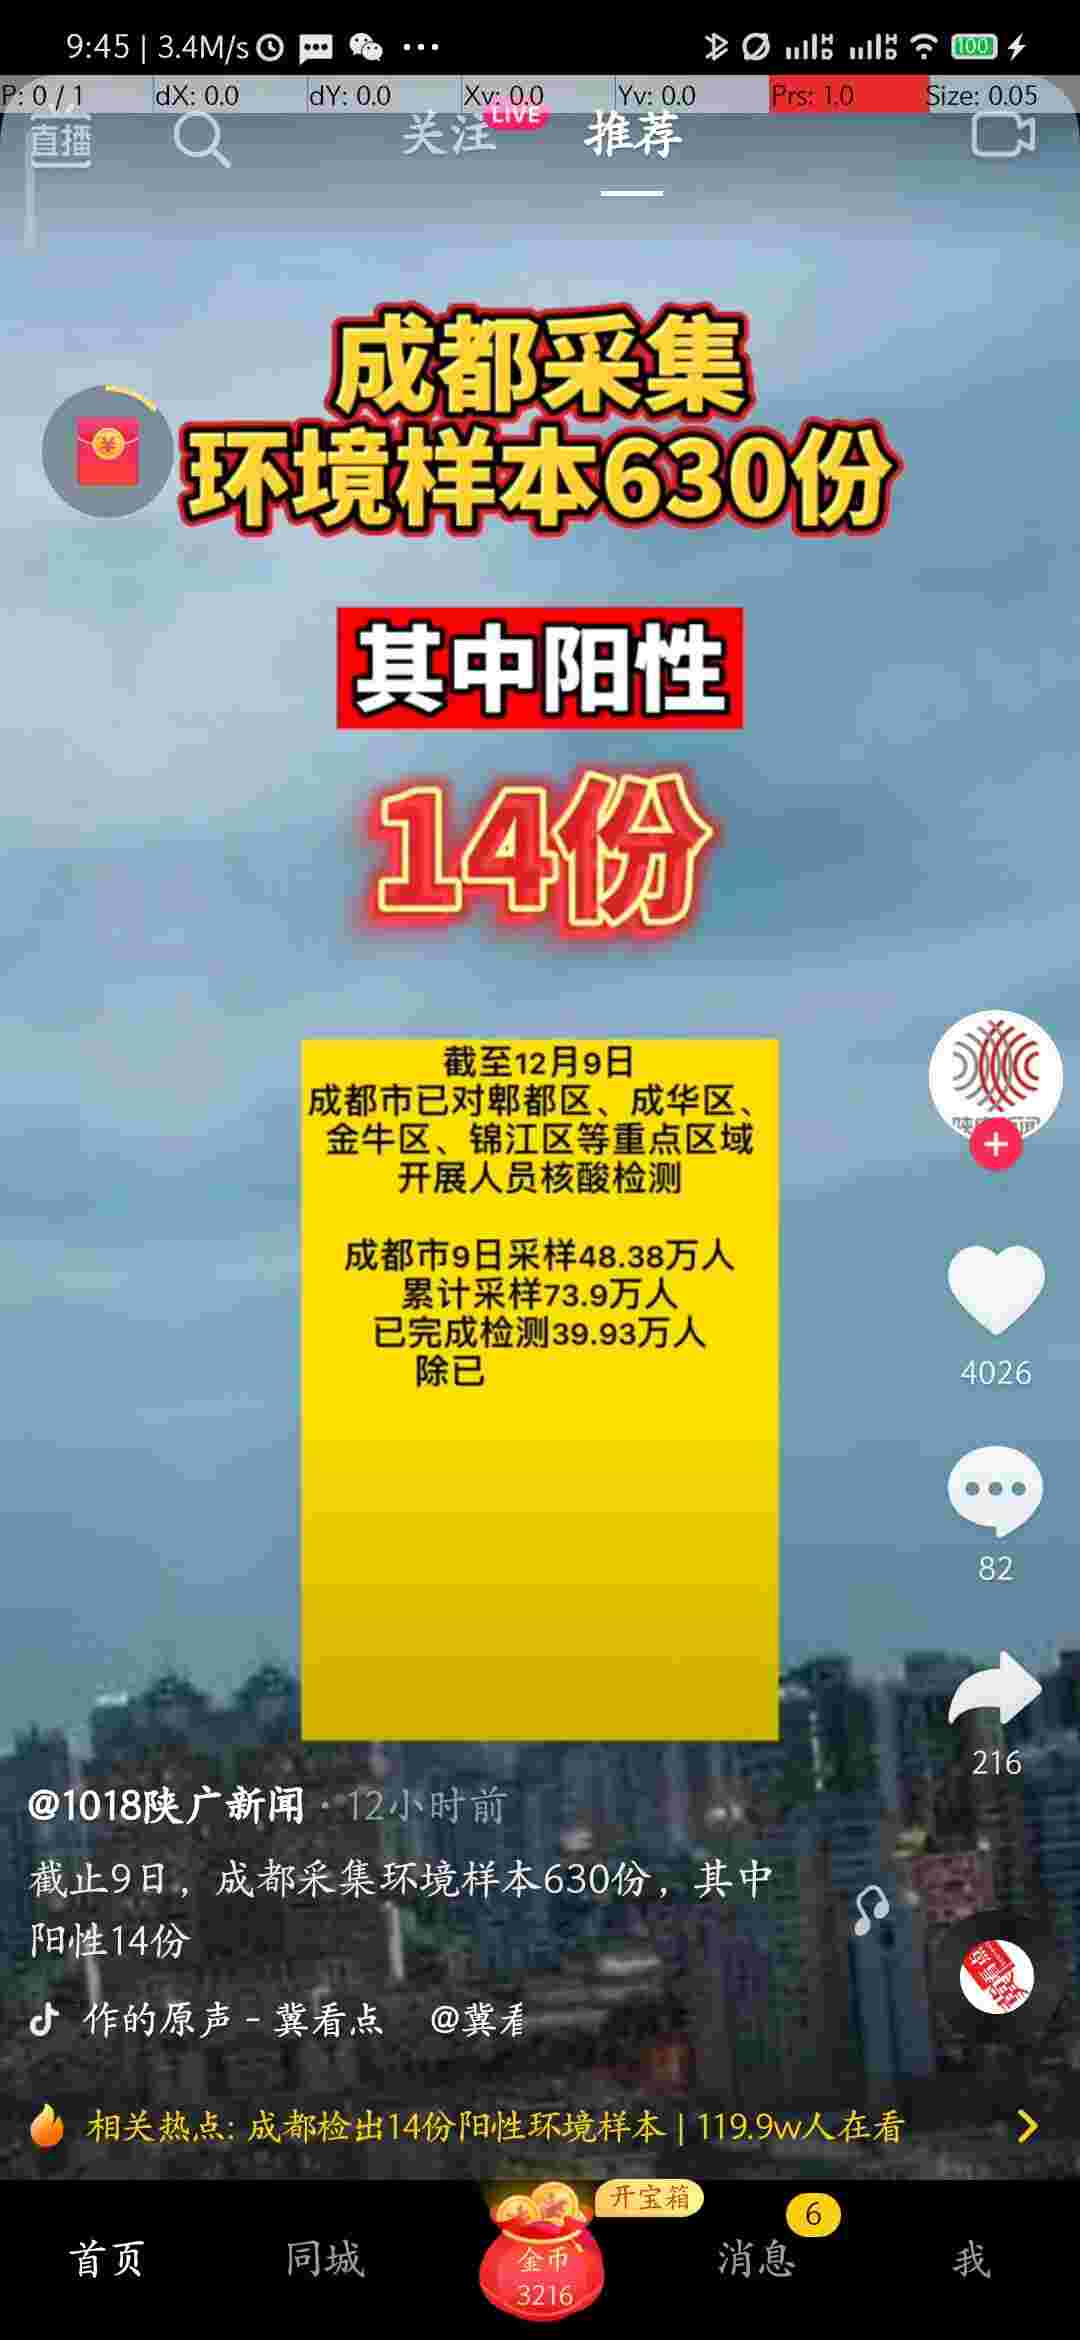 9:45 | 3.4M/s
100
P: 0 / 1
dX: 0.0
dY: 0.0
Xv: 0.0
Yv: 0.0
Prs: 1.0
Size: 0.05
直播
关注
LIVE
推荐
成都采集
环境样本630份
其中阳性
14份
截至12月9日
成都市已对郫都区、成华区、
金牛区、锦江区等重点区域
开展人员核酸检测
成都市9日采样48.38万人
累计采样73.9万人
已完成检测39.93万人
除已
4026
82
216
@1018陕广新闻 · 12小时前
截止9日，成都采集环境样本630份，其中
阳性14份
作的原声 - 冀看点 @冀看
相关热点: 成都检出14份阳性环境样本 | 119.9w人在看
首页
同城
开宝箱
金币
3216
消息
6
我